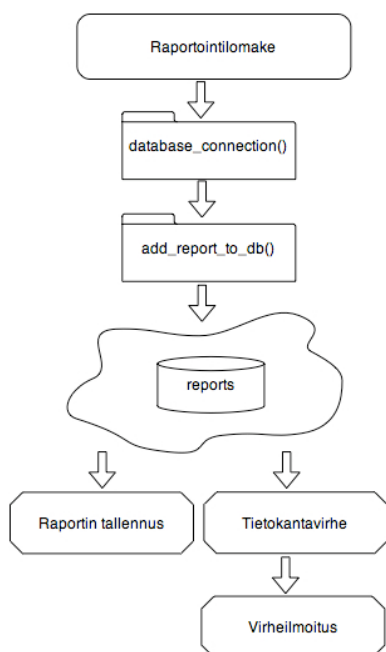 Raportointilomake
database_connection()
add_report_to_db()
reports
Raportin tallennus
Tietokantavirhe
Virheilmoitus